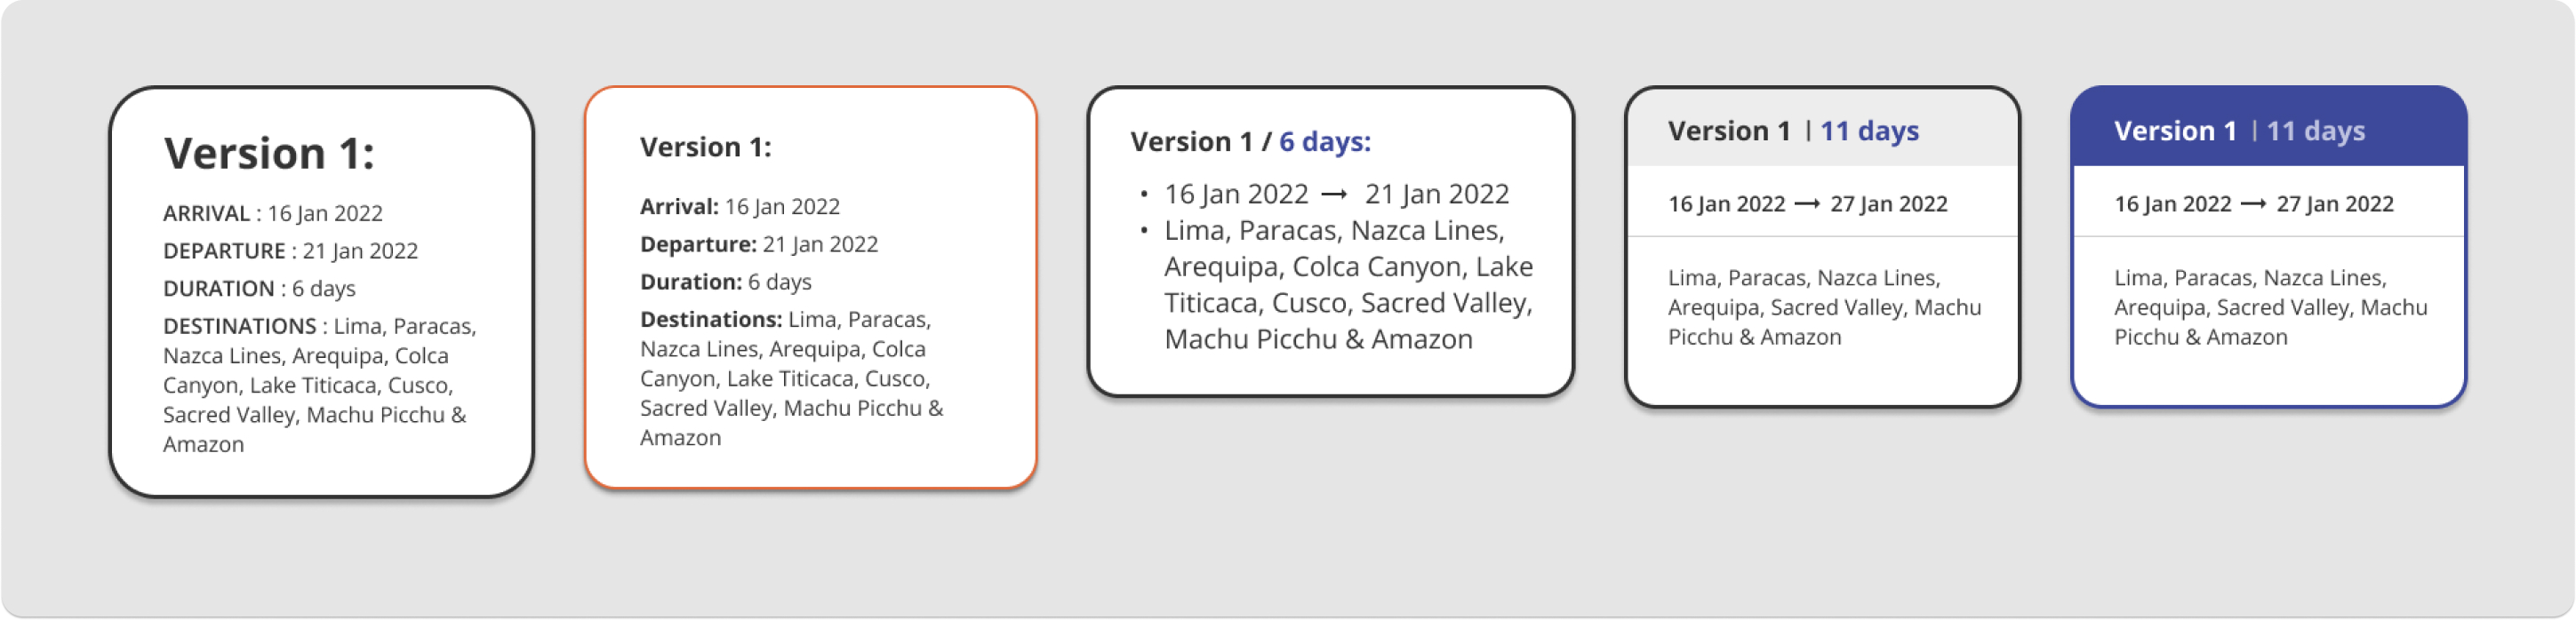 Version 1:
ARRIVAL : 16 Jan 2022
DEPARTURE : 21 Jan 2022
DURATION : 6 days
DESTINATIONS : Lima, Paracas,
Nazca Lines, Arequipa, Colca
Canyon, Lake Titicaca, Cusco,
Sacred Valley, Machu Picchu &
Amazon
Version 1:
Arrival: 16 Jan 2022
Departure: 21 Jan 2022
Duration: 6 days
Destinations: Lima, Paracas,
Nazca Lines, Arequipa, Colca
Canyon, Lake Titicaca, Cusco,
Sacred Valley, Machu Picchu &
Amazon
Version 1 / 6 days:
• 16 Jan 2022 → 21 Jan 2022
• Lima, Paracas, Nazca Lines,
Arequipa, Colca Canyon, Lake
Titicaca, Cusco, Sacred Valley,
Machu Picchu & Amazon
Version 1 | 11 days
16 Jan 2022 → 27 Jan 2022
Lima, Paracas, Nazca Lines,
Arequipa, Sacred Valley, Machu
Picchu & Amazon
Version 1 | 11 days
16 Jan 2022 → 27 Jan 2022
Lima, Paracas, Nazca Lines,
Arequipa, Sacred Valley, Machu
Picchu & Amazon